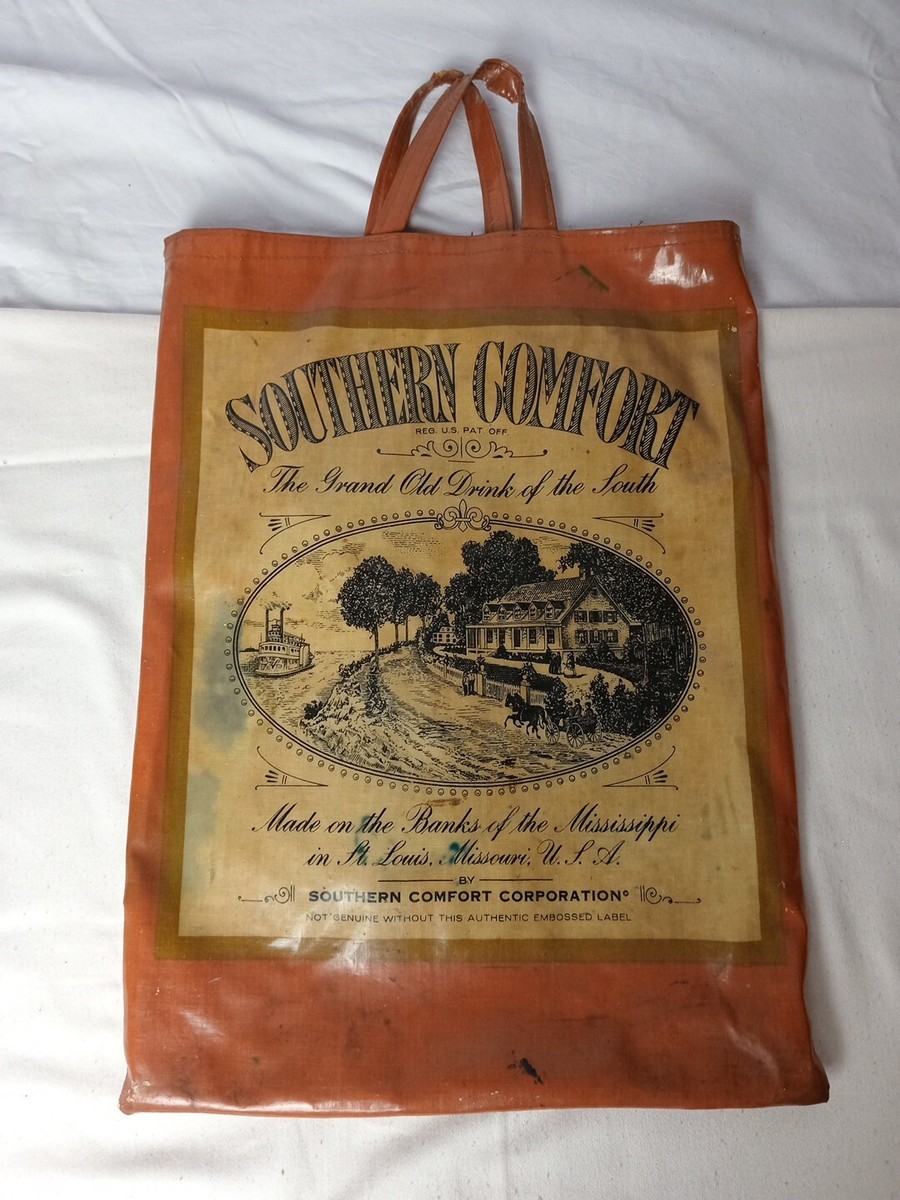 SOUTHERN COMFORT
REG. U.S. PAT. OFF.
The Grand Old Drink of the South
Made on the Banks of the Mississippi
in St. Louis, Missouri, U. S. A.
BY
SOUTHERN COMFORT CORPORATION©
NOT GENUINE WITHOUT THIS AUTHENTIC EMBOSSED LABEL